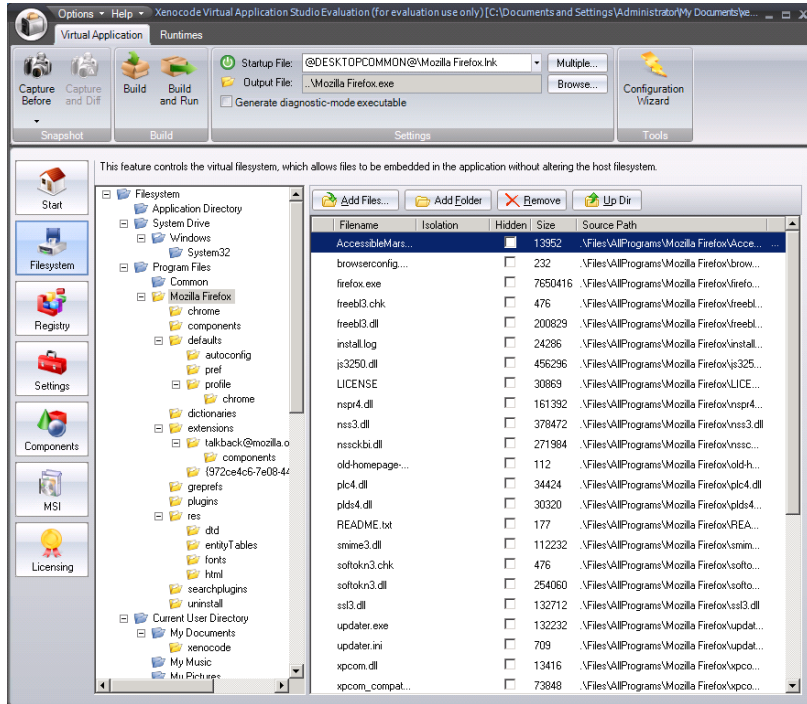 Options Help Xenocode Virtual Application Studio Evaluation (for evaluation use only) [C:\Documents and Settings\Administrator\My Documents\xe...
Virtual Application Runtimes
Capture Before
Capture and Diff
Snapshot
Build
Build and Run
Build
Startup File: @DESKTOPCOMMON@\Mozilla Firefox.lnk Multiple...
Output File: ..\Mozilla Firefox.exe Browse...
Generate diagnostic-mode executable
Settings
Configuration Wizard
Tools
This feature controls the virtual filesystem, which allows files to be embedded in the application without altering the host filesystem.
Start
Filesystem
Registry
Settings
Components
MSI
Licensing
Filesystem
Application Directory
System Drive
Windows
System32
Program Files
Common
Mozilla Firefox
chrome
components
defaults
autoconfig
pref
profile
chrome
dictionaries
extensions
talkback@mozilla.o
components
{972ce4c6-7e08-44
greprefs
plugins
res
dtd
entityTables
fonts
html
searchplugins
uninstall
Current User Directory
My Documents
xenocode
My Music
My Pictures
Add Files... Add Folder Remove Up Dir
Filename Isolation Hidden Size Source Path
AccessibleMars... 13952 .\Files\AllPrograms\Mozilla Firefox\Acce... ...
browserconfig.... 232 .\Files\AllPrograms\Mozilla Firefox\brow...
firefox.exe 7650416 .\Files\AllPrograms\Mozilla Firefox\firefo...
freebl3.chk 476 .\Files\AllPrograms\Mozilla Firefox\freebl...
freebl3.dll 200829 .\Files\AllPrograms\Mozilla Firefox\freebl...
install.log 24286 .\Files\AllPrograms\Mozilla Firefox\install...
js3250.dll 456296 .\Files\AllPrograms\Mozilla Firefox\js325...
LICENSE 30869 .\Files\AllPrograms\Mozilla Firefox\LICE...
nspr4.dll 161392 .\Files\AllPrograms\Mozilla Firefox\nspr4...
nss3.dll 378472 .\Files\AllPrograms\Mozilla Firefox\nss3.dll
nssckbi.dll 271984 .\Files\AllPrograms\Mozilla Firefox\nssc...
old-homepage-... 112 .\Files\AllPrograms\Mozilla Firefox\old-h...
plc4.dll 34424 .\Files\AllPrograms\Mozilla Firefox\plc4.dll
plds4.dll 30320 .\Files\AllPrograms\Mozilla Firefox\plds4...
README.txt 177 .\Files\AllPrograms\Mozilla Firefox\REA...
smime3.dll 112232 .\Files\AllPrograms\Mozilla Firefox\smim...
softokn3.chk 476 .\Files\AllPrograms\Mozilla Firefox\softo...
softokn3.dll 254060 .\Files\AllPrograms\Mozilla Firefox\softo...
ssl3.dll 132712 .\Files\AllPrograms\Mozilla Firefox\ssl3.dll
updater.exe 132232 .\Files\AllPrograms\Mozilla Firefox\updat...
updater.ini 709 .\Files\AllPrograms\Mozilla Firefox\updat...
xpcom.dll 13416 .\Files\AllPrograms\Mozilla Firefox\xpco...
xpcom_compat... 73848 .\Files\AllPrograms\Mozilla Firefox\xpco...